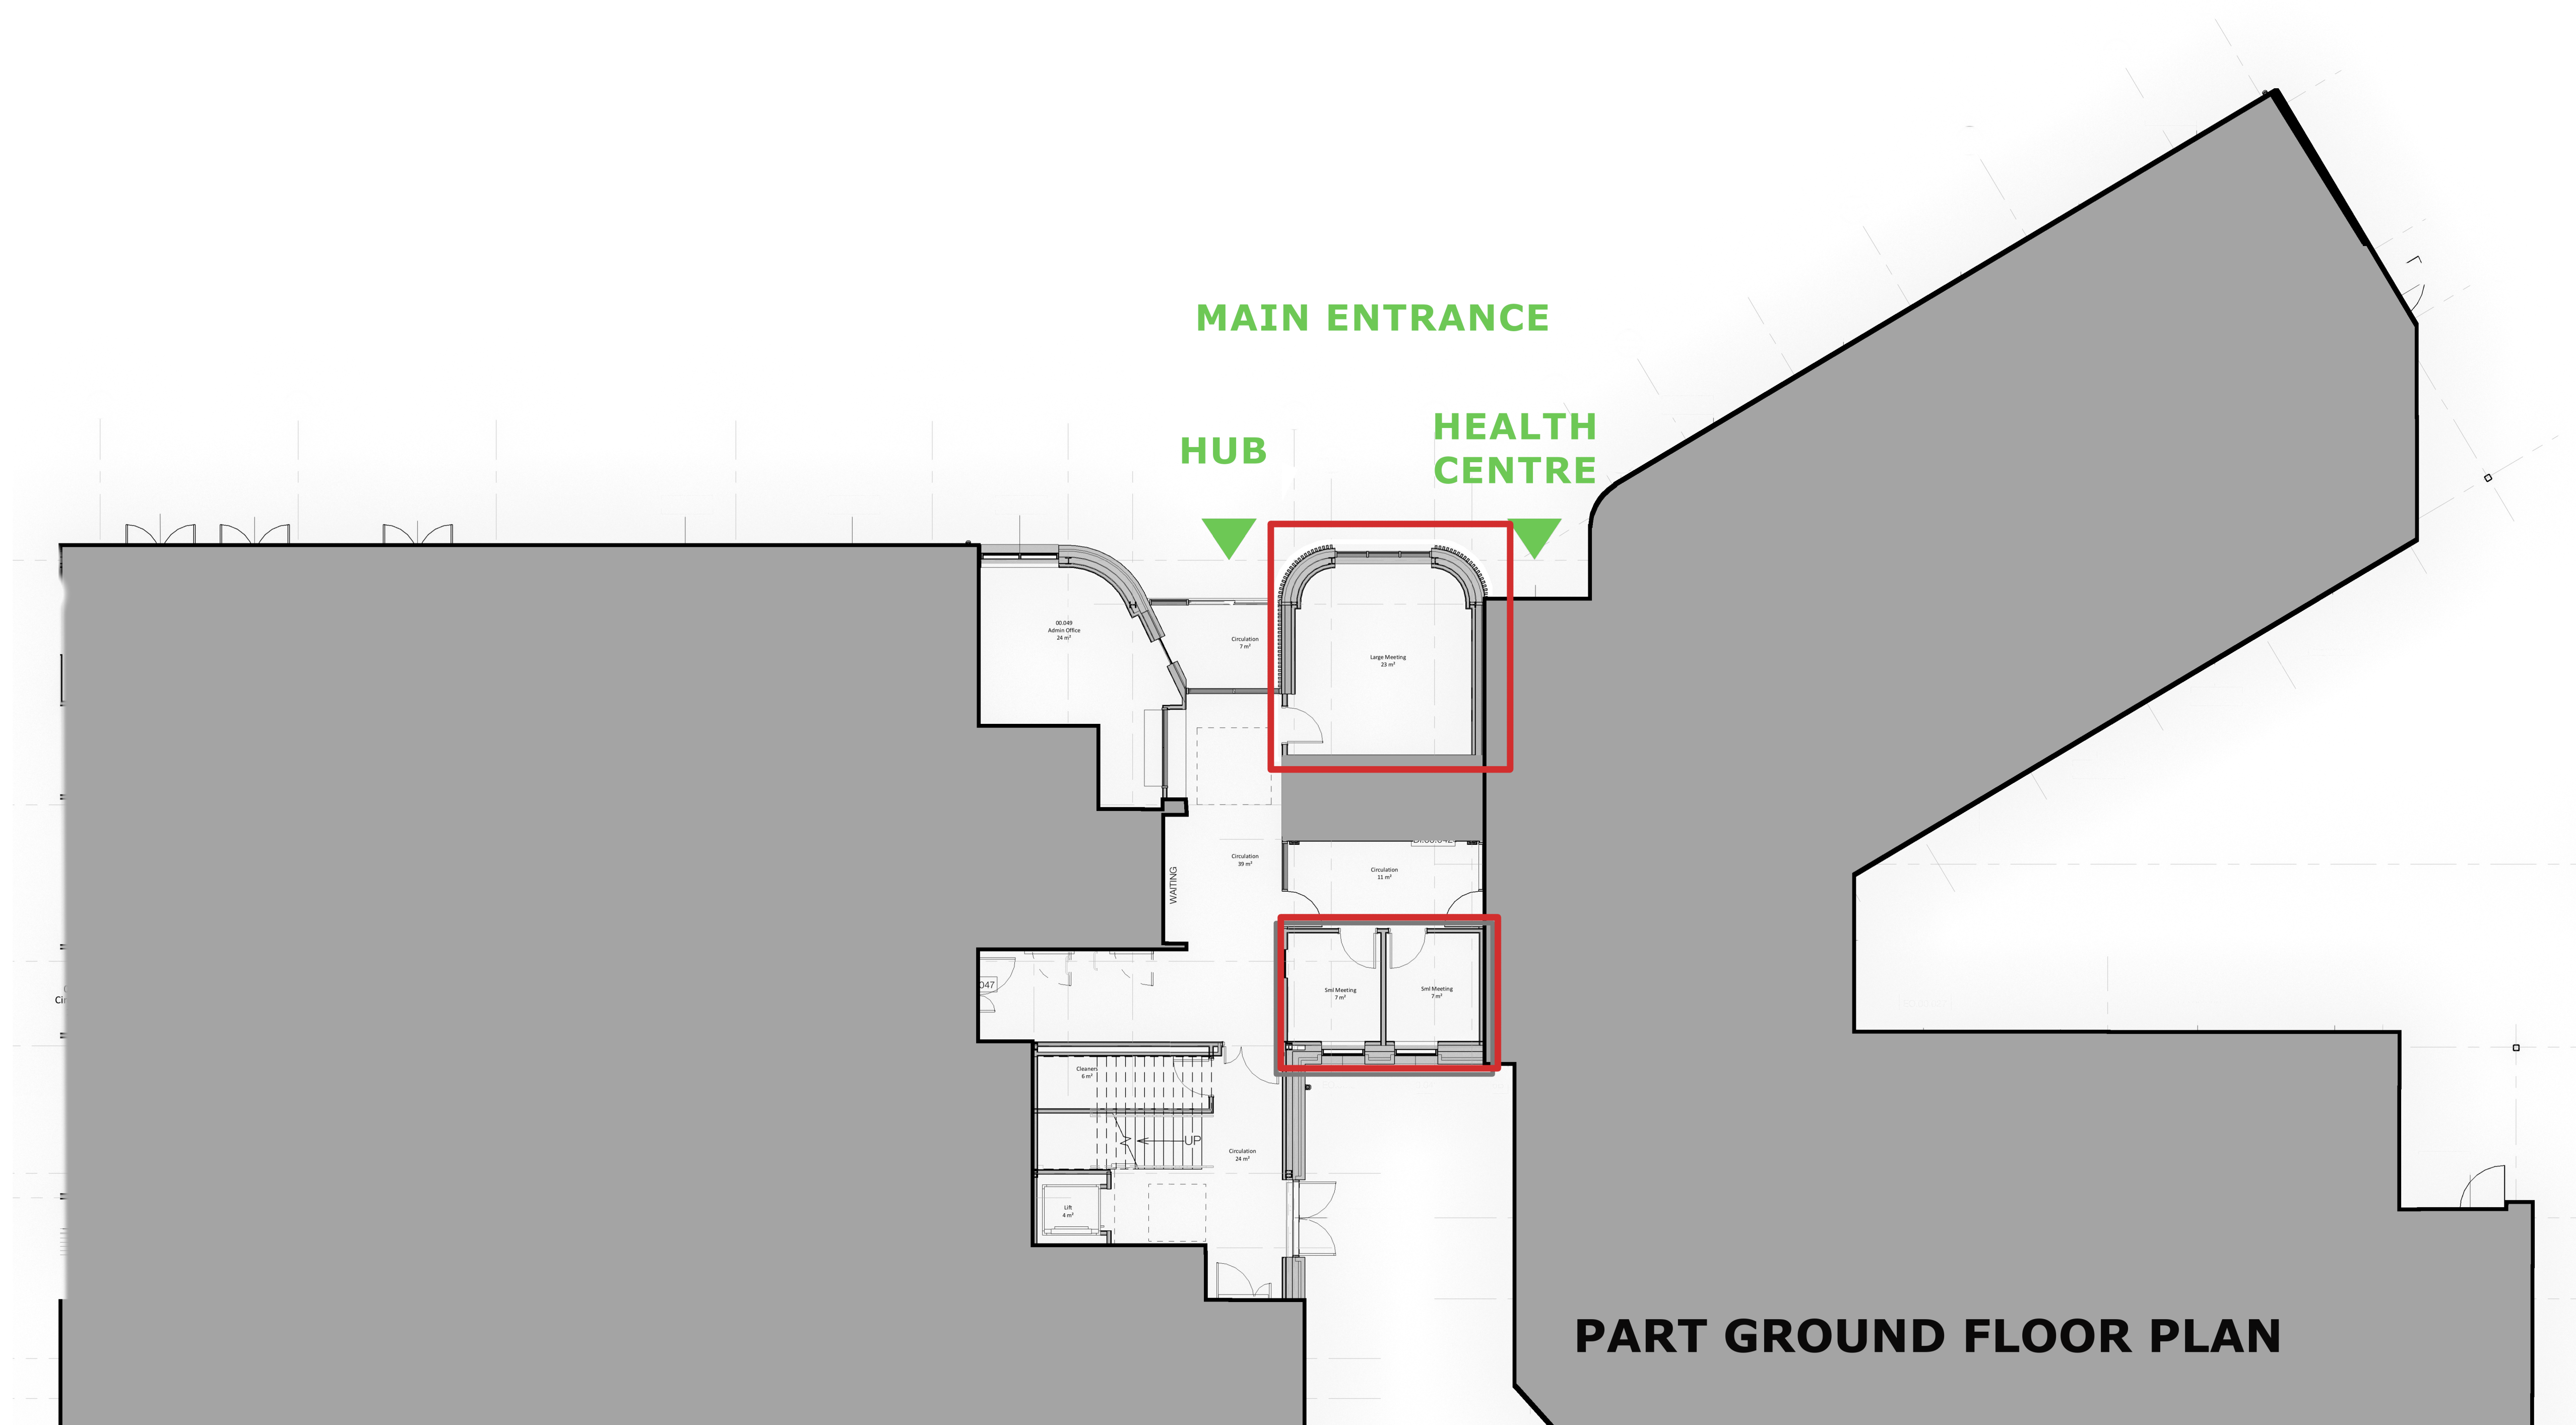 MAIN ENTRANCE
HUB
HEALTH
CENTRE
00.049
Admin Office
24 m²
Circulation
7 m²
Large Meeting
23 m²
Circulation
39 m²
WAITING
Circulation
11 m²
047
Sml Meeting
7 m²
Sml Meeting
7 m²
Cleaners
6 m²
UP
Circulation
24 m²
Lift
4 m²
PART GROUND FLOOR PLAN